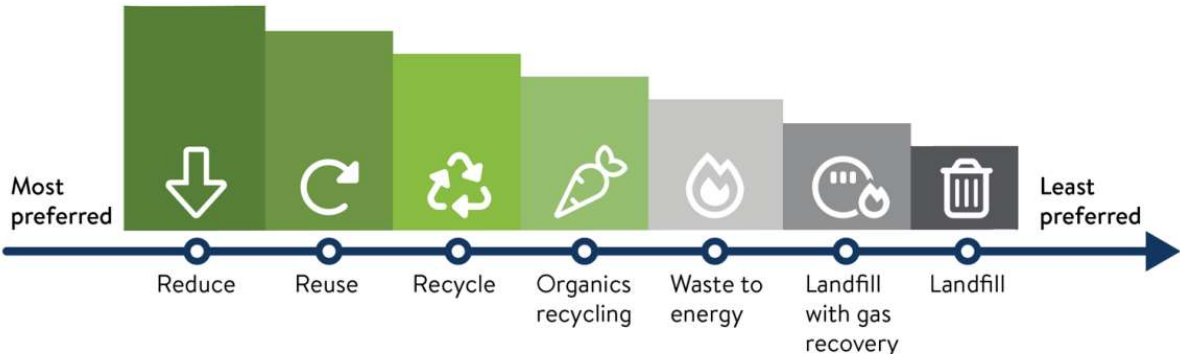 Most
preferred
Least
preferred
Reduce
Reuse
Recycle
Organics
recycling
Waste to
energy
Landfill
with gas
recovery
Landfill